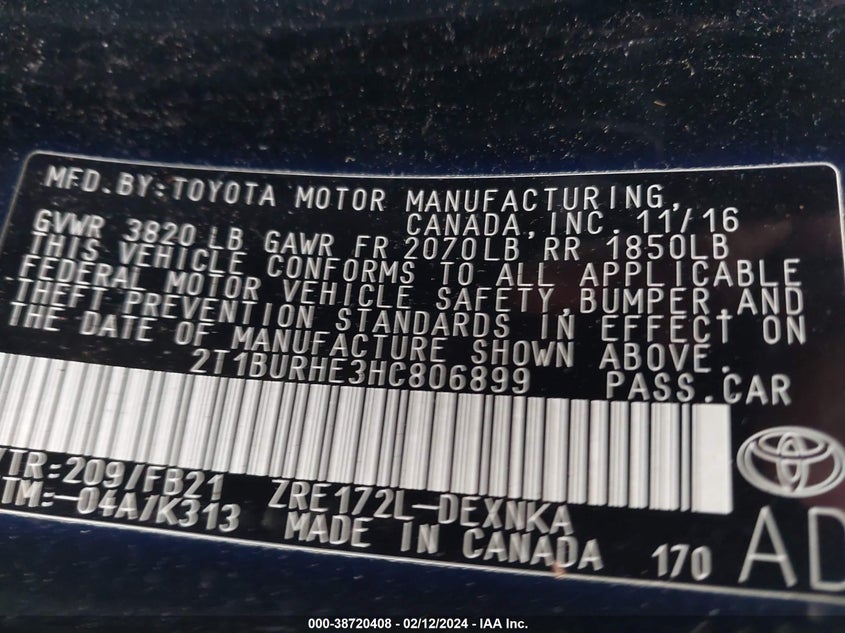 MFD.BY:TOYOTA MOTOR MANUFACTURING,
CANADA,INC. 11/16
GVWR 3820 LB GAWR FR 2070LB RR 1850LB
THIS VEHICLE CONFORMS TO ALL APPLICABLE
FEDERAL MOTOR VEHICLE SAFETY,BUMPER,AND
THEFT PREVENTION STANDARDS IN EFFECT ON
THE DATE OF MANUFACTURE SHOWN ABOVE.
2T1BURHE3HC806899 PASS.CAR
/TR:209/FB21 ZRE172L-DEXNKA
TM:-04A/K313 MADE IN CANADA 170 AD
000-38720408 - 02/12/2024 - IAA Inc.